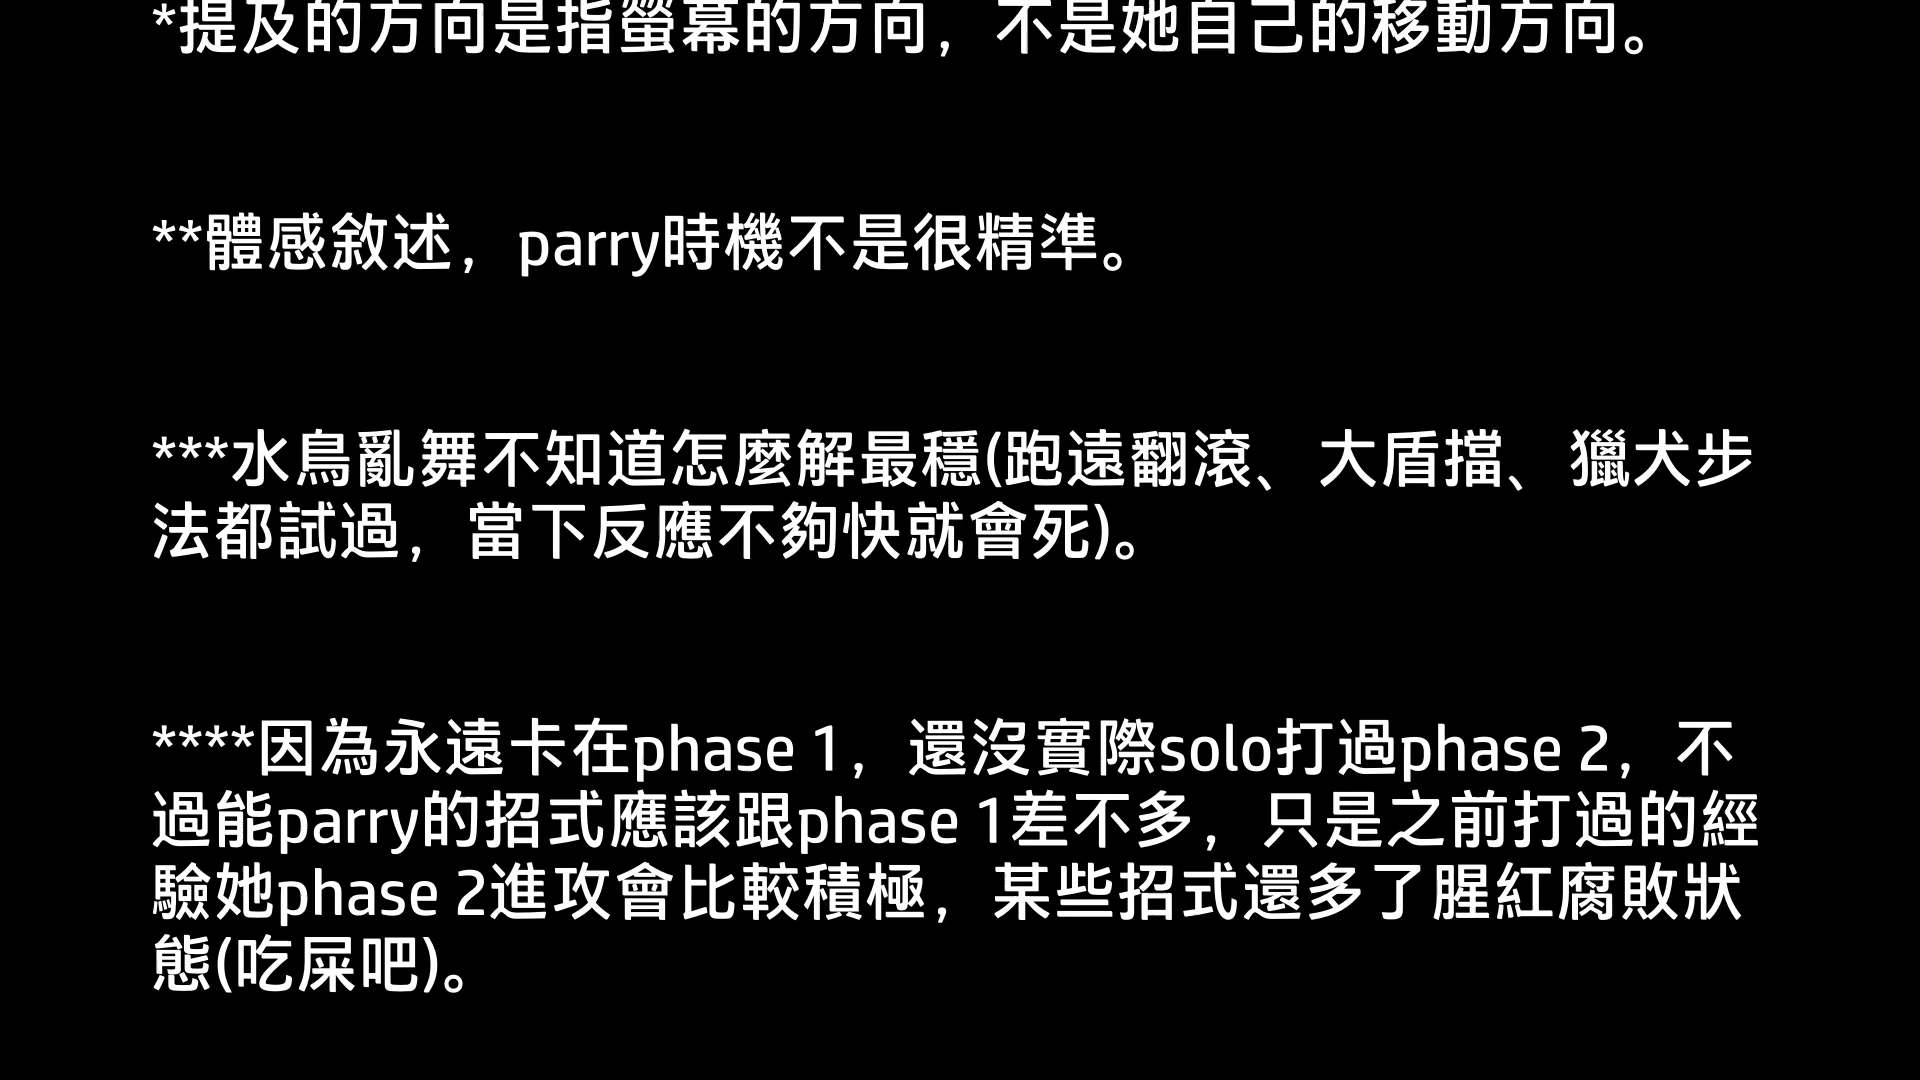 *提及的方向是指螢幕的方向，不是她自己的移動方向。
**體感敘述，parry時機不是很精準。
***水鳥亂舞不知道怎麼解最穩(跑遠翻滾、大盾擋、獵犬步
法都試過，當下反應不夠快就會死)。
****因為永遠卡在phase 1，還沒實際solo打過phase 2，不
過能parry的招式應該跟phase 1差不多，只是之前打過的經
驗她phase 2進攻會比較積極，某些招式還多了腥紅腐敗狀
態(吃屎吧)。